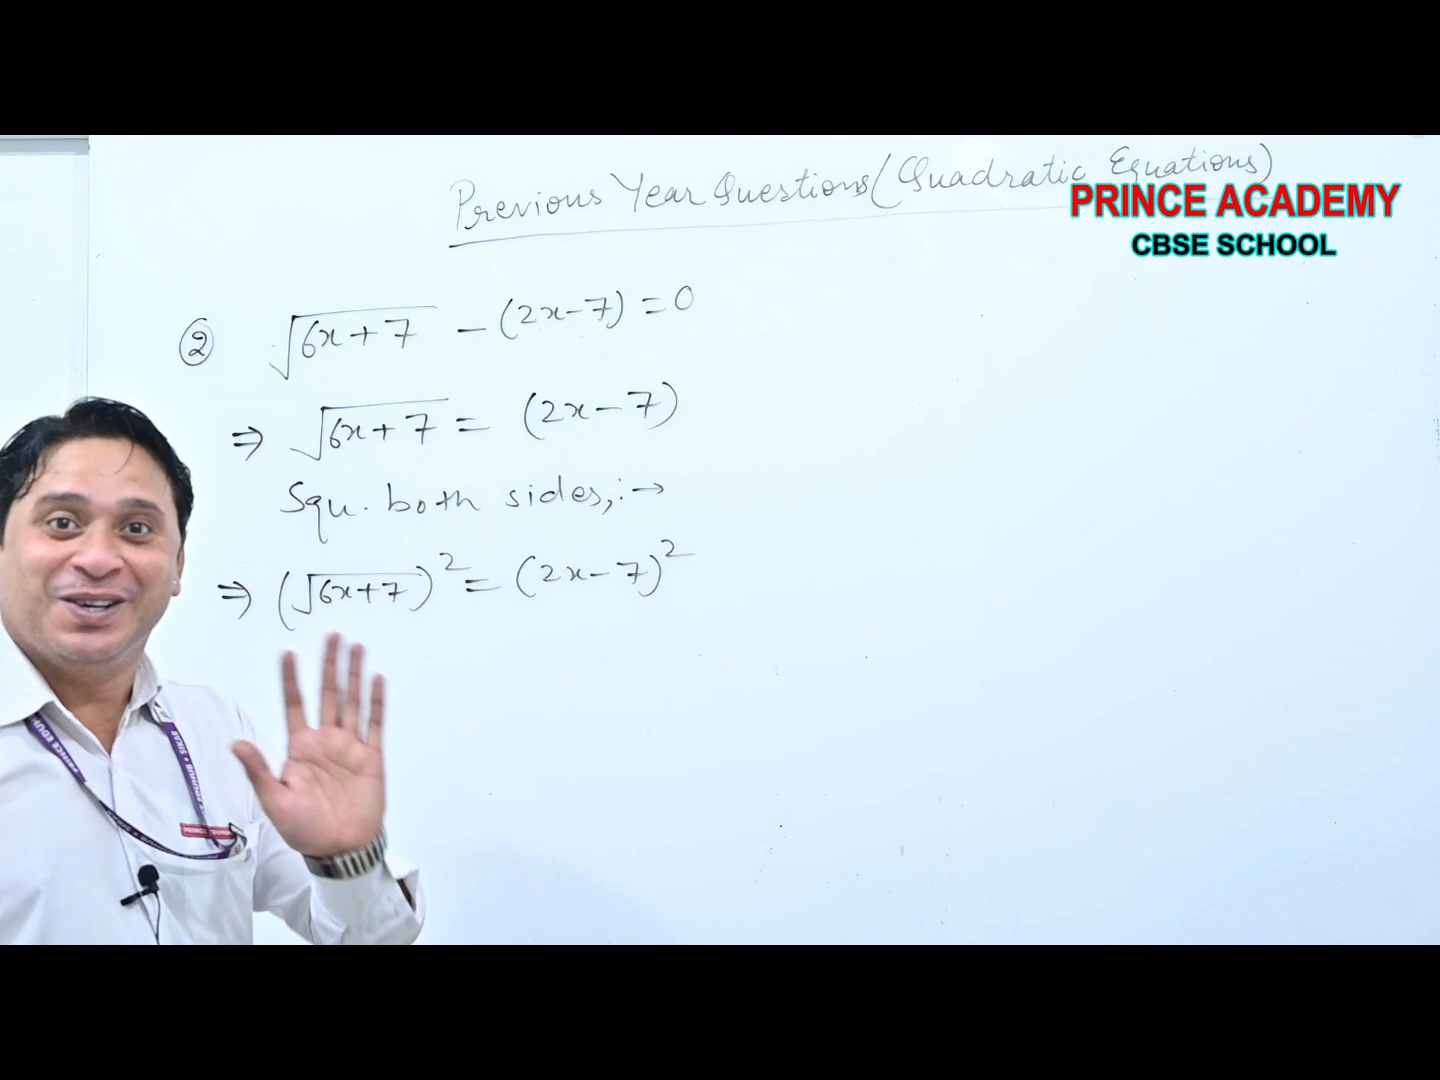 Previous Year Questions (Quadratic Equations)
PRINCE ACADEMY
CBSE SCHOOL
② √(6x+7) - (2x-7) = 0
⇒ √(6x+7) = (2x-7)
Squ. both sides,:→
⇒ (√(6x+7))² = (2x-7)²